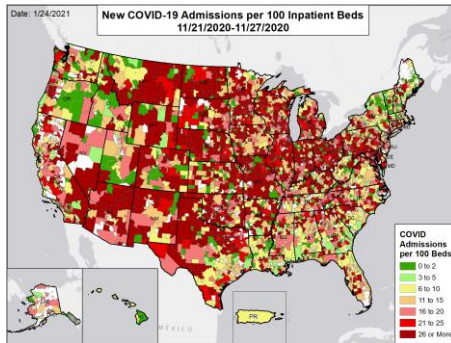 Date: 1/24/2021
New COVID-19 Admissions per 100 Inpatient Beds
11/21/2020-11/27/2020
PR
MÉXICO
COVID
Admissions
per 100 Beds
0 to 2
3 to 5
6 to 10
11 to 15
16 to 20
21 to 25
26 or More